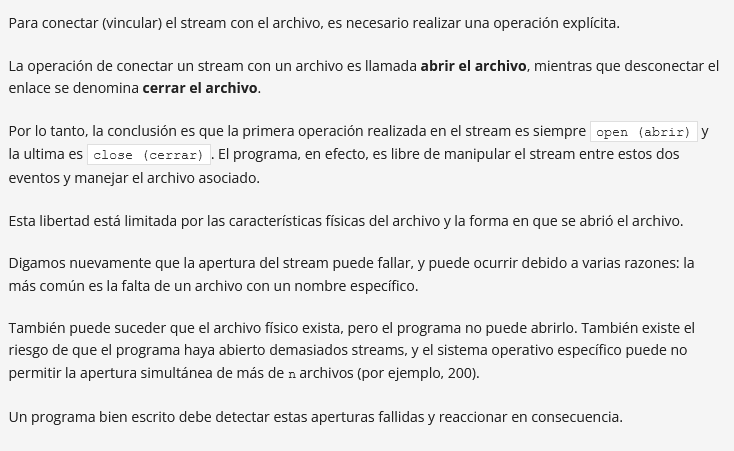 Para conectar (vincular) el stream con el archivo, es necesario realizar una operación explícita.
La operación de conectar un stream con un archivo es llamada abrir el archivo, mientras que desconectar el
enlace se denomina cerrar el archivo.
Por lo tanto, la conclusión es que la primera operación realizada en el stream es siempre open (abrir) y
la ultima es close (cerrar). El programa, en efecto, es libre de manipular el stream entre estos dos
eventos y manejar el archivo asociado.
Esta libertad está limitada por las características físicas del archivo y la forma en que se abrió el archivo.
Digamos nuevamente que la apertura del stream puede fallar, y puede ocurrir debido a varias razones: la
más común es la falta de un archivo con un nombre específico.
También puede suceder que el archivo físico exista, pero el programa no puede abrirlo. También existe el
riesgo de que el programa haya abierto demasiados streams, y el sistema operativo específico puede no
permitir la apertura simultánea de más de n archivos (por ejemplo, 200).
Un programa bien escrito debe detectar estas aperturas fallidas y reaccionar en consecuencia.